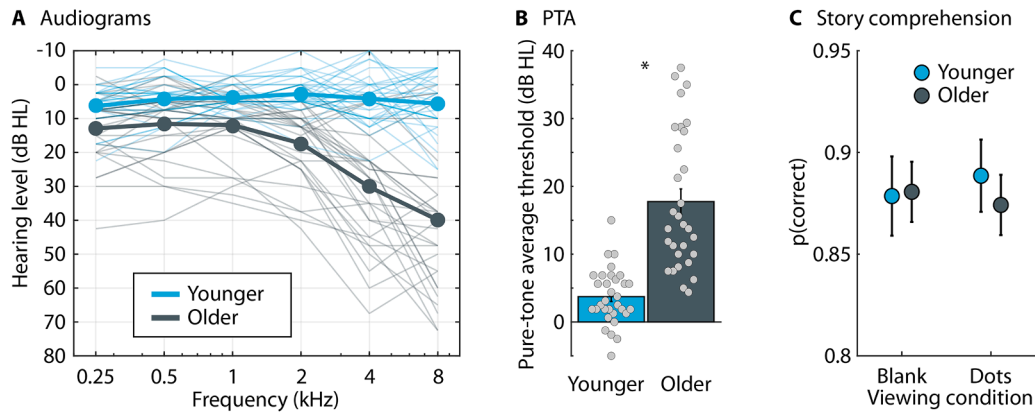 A Audiograms
-10
0
10
20
30
40
50
60
70
80
Hearing level (dB HL)
0.25 0.5 1 2 4 8
Frequency (kHz)
Younger
Older
B PTA
Pure-tone average threshold (dB HL)
40
30
20
10
0
*
Younger Older
C Story comprehension
0.95
0.9
0.85
0.8
p(correct)
Younger
Older
Blank Dots
Viewing condition